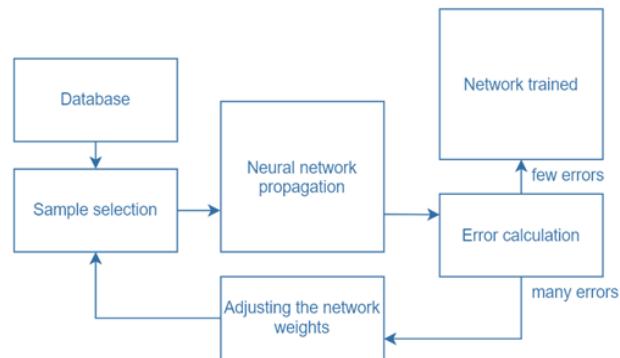 Database
Sample selection
Neural network
propagation
Network trained
few errors
Error calculation
many errors
Adjusting the network
weights